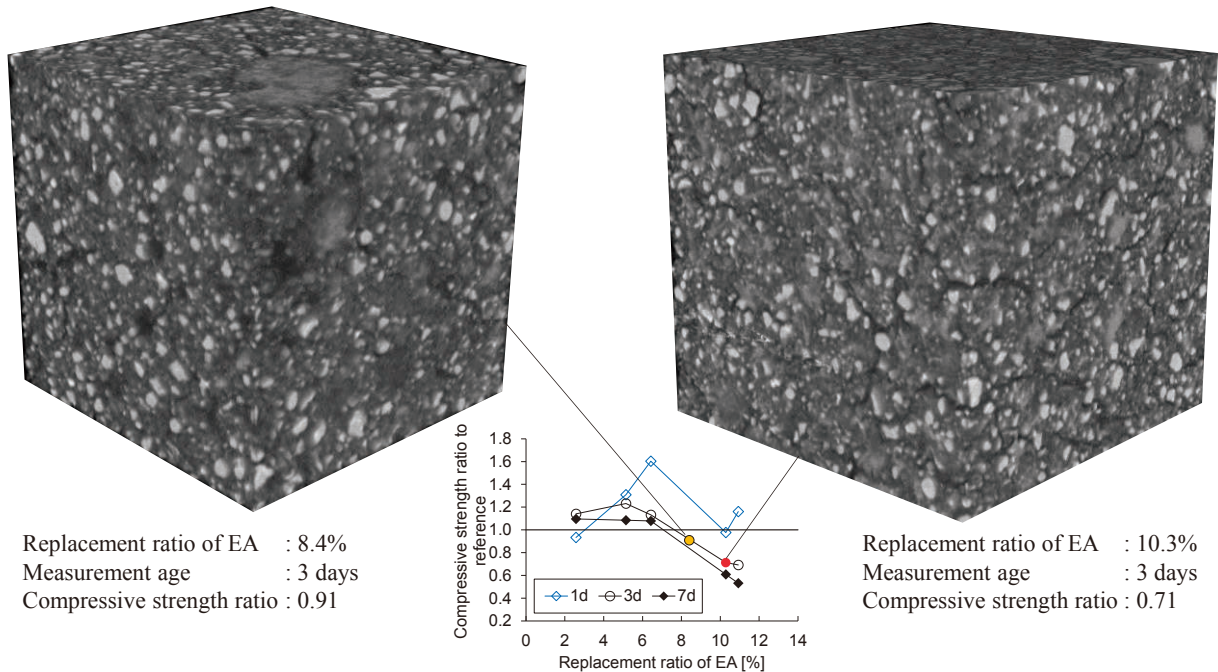 Replacement ratio of EA : 8.4%
Measurement age : 3 days
Compressive strength ratio : 0.91
Compressive strength ratio to
reference
1.8
1.6
1.4
1.2
1.0
0.8
0.6
0.4
0.2
1d 3d 7d
0 2 4 6 8 10 12 14
Replacement ratio of EA [%]
Replacement ratio of EA : 10.3%
Measurement age : 3 days
Compressive strength ratio : 0.71